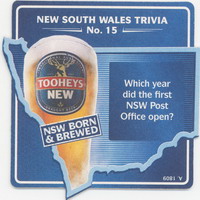 NEW SOUTH WALES TRIVIA
No. 15
TOOHEYS
NEW
NSW BORN
& BREWED
Which year
did the first
NSW Post
Office open?
A. 1809